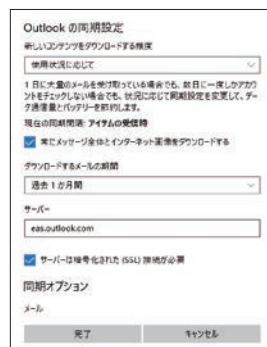 Outlook の同期設定
新しいコンテンツをダウンロードする頻度
使用状況に応じて
1 日に大量のメールを受け取っている場合でも、数日に一度しかアカウ
ントをチェックしない場合でも、状況に応じて同期設定を変更して、デー
タ通信量とバッテリーを節約します。
現在の同期間隔: アイテムの受信時
常にメッセージ全体とインターネット画像をダウンロードする
ダウンロードするメールの期間
過去 1 か月間
サーバー
eas.outlook.com
サーバーは暗号化された (SSL) 接続が必要
同期オプション
メール
完了
キャンセル